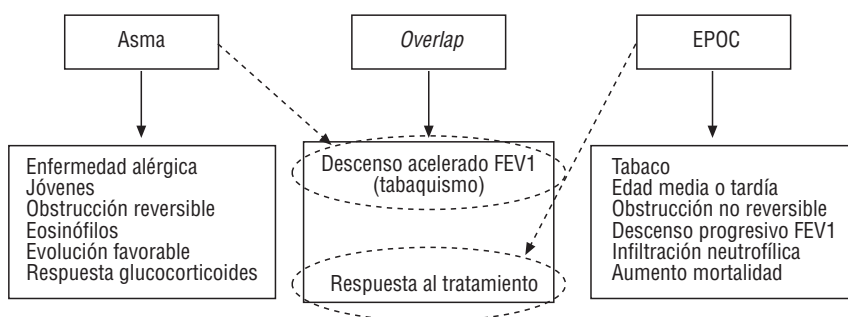 Asma
Overlap
EPOC
Enfermedad alérgica
Jóvenes
Obstrucción reversible
Eosinófilos
Evolución favorable
Respuesta glucocorticoides
Descenso acelerado FEV1
(tabaquismo)
Respuesta al tratamiento
Tabaco
Edad media o tardía
Obstrucción no reversible
Descenso progresivo FEV1
Infiltración neutrofílica
Aumento mortalidad